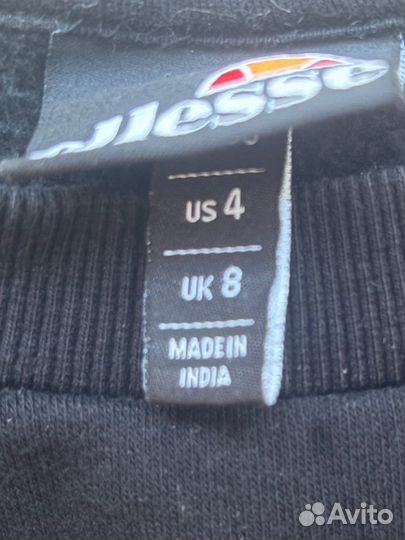 ellesse
US 4
UK 8
MADE IN
INDIA
Avito